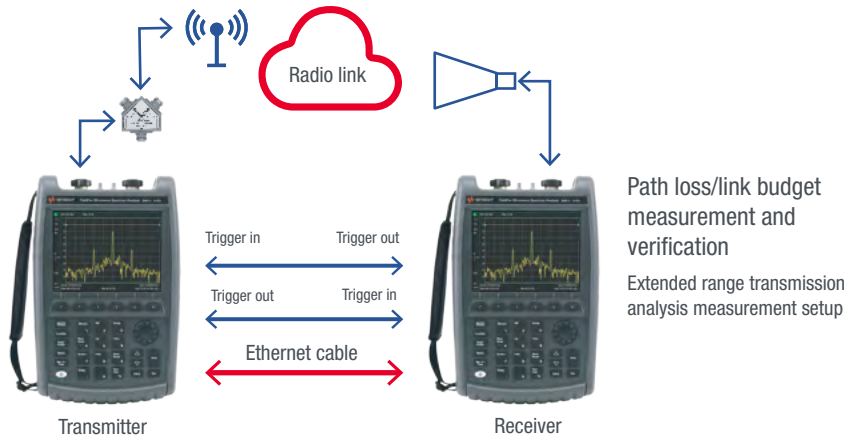 Radio link
Trigger in
Trigger out
Trigger out
Trigger in
Ethernet cable
Transmitter
Receiver
Path loss/link budget
measurement and
verification
Extended range transmission
analysis measurement setup